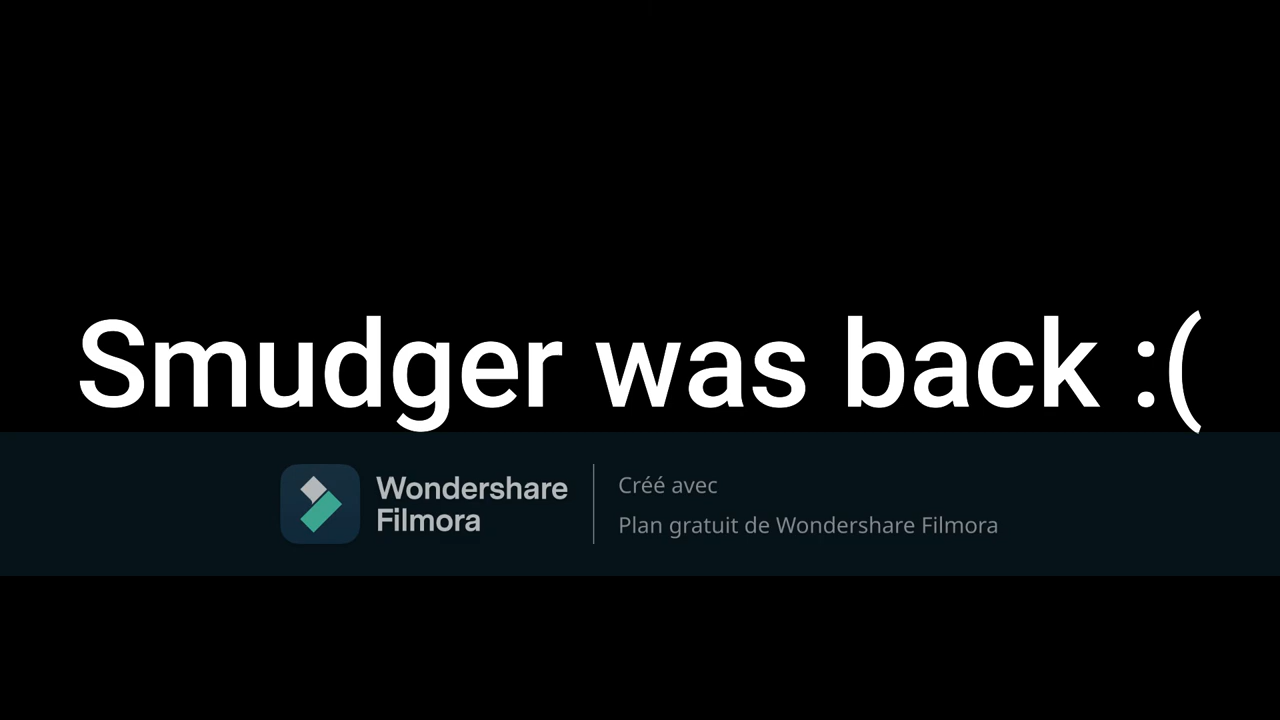 Smudger was back :(
Wondershare
Filmora
Créé avec
Plan gratuit de Wondershare Filmora